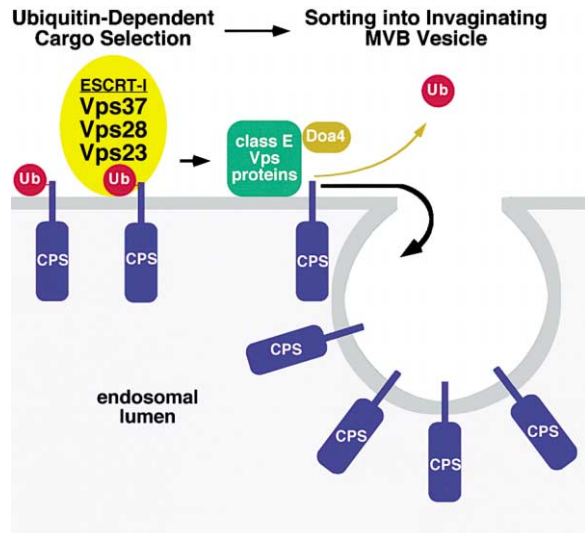 Ubiquitin-Dependent
Cargo Selection
Sorting into Invaginating
MVB Vesicle
ESCRT-I
Vps37
Vps28
Vps23
Ub
Ub
class E
Vps
proteins
Doa4
Ub
CPS
CPS
CPS
CPS
CPS
CPS
CPS
endosomal
lumen